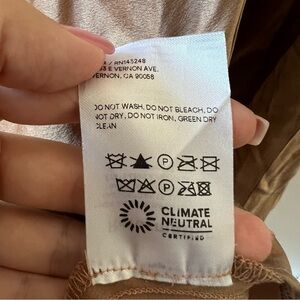 / RN145248
E VERNON AVE.
VERNON, CA 90058
DO NOT WASH, DO NOT BLEACH, DO
NOT DRY, DO NOT IRON, GREEN DRY
CLEAN
P
P
CLIMATE
NEUTRAL
CERTIFIED